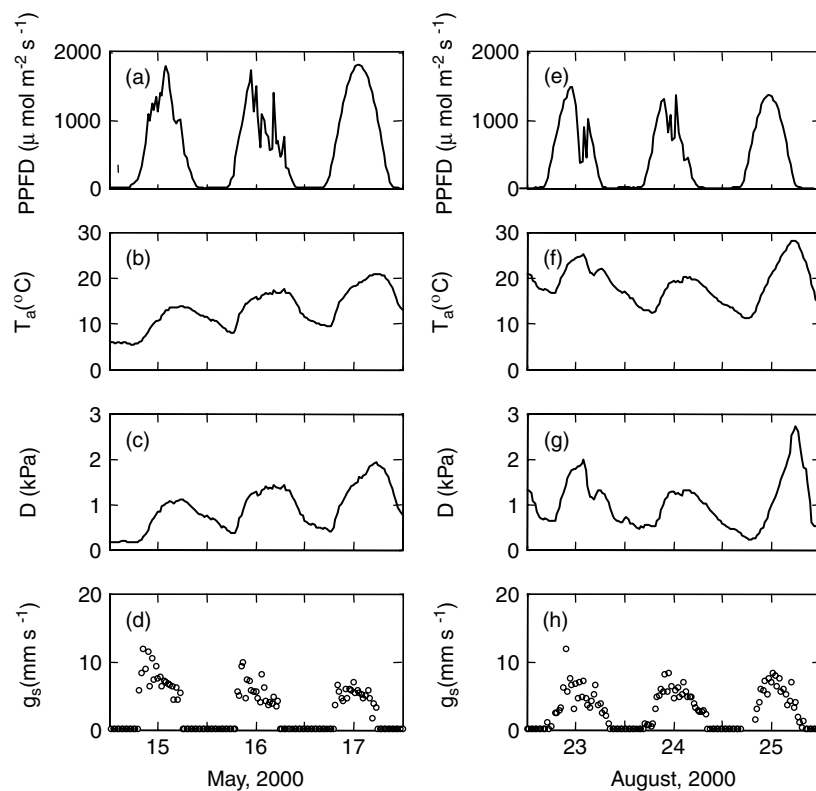 2000
1000
0
PPFD (μ mol m⁻² s⁻¹)
(a)
30
20
10
0
Tₐ(°C)
(b)
3
2
1
0
D (kPa)
(c)
20
10
0
gₛ(mm s⁻¹)
(d)
15 16 17
May, 2000
2000
1000
0
PPFD (μ mol m⁻² s⁻¹)
(e)
30
20
10
0
Tₐ(°C)
(f)
3
2
1
0
D (kPa)
(g)
20
10
0
gₛ(mm s⁻¹)
(h)
23 24 25
August, 2000